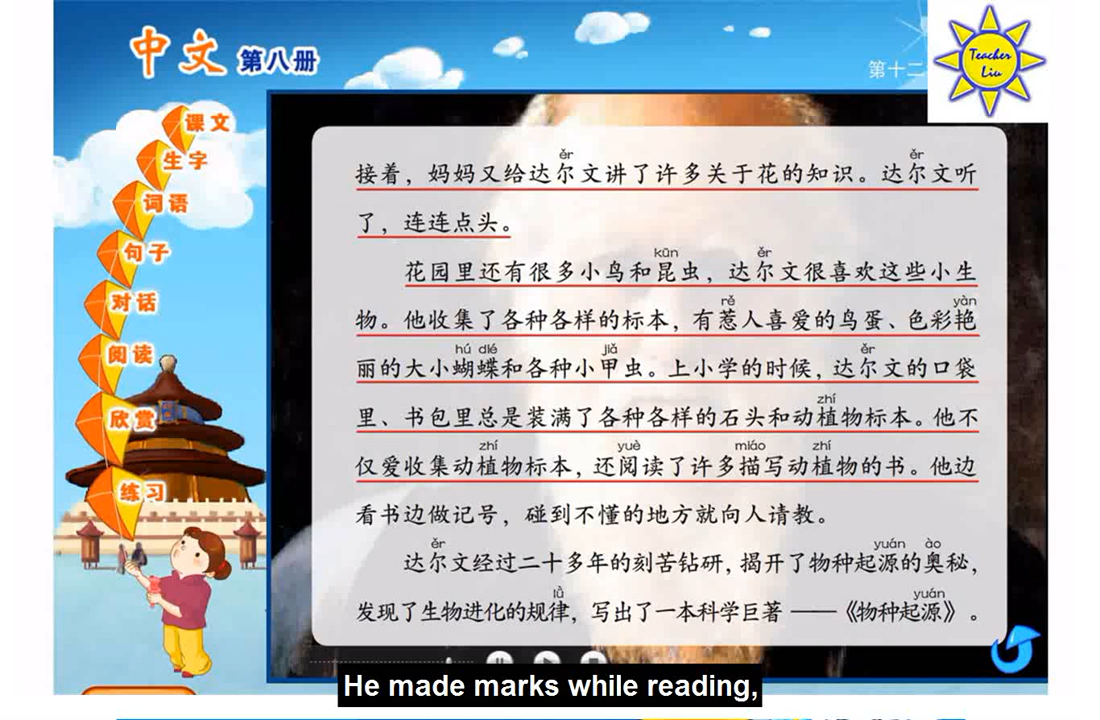 中文 第八册
第十二
Teacher
Liu
课文
生字
词语
句子
对话
阅读
欣赏
练习
ěr ěr
接着，妈妈又给达尔文讲了许多关于花的知识。达尔文听
了，连连点头。
kūn ěr
花园里还有很多小鸟和昆虫，达尔文很喜欢这些小生
rě yàn
物。他收集了各种各样的标本，有惹人喜爱的鸟蛋、色彩艳
hú dié jiǎ ěr
丽的大小蝴蝶和各种小甲虫。上小学的时候，达尔文的口袋
zhí
里、书包里总是装满了各种各样的石头和动植物标本。他不
zhí yuè miáo zhí
仅爱收集动植物标本，还阅读了许多描写动植物的书。他边
看书边做记号，碰到不懂的地方就向人请教。
ěr yuán ào
达尔文经过二十多年的刻苦钻研，揭开了物种起源的奥秘，
lǜ yuán
发现了生物进化的规律，写出了一本科学巨著 ——《物种起源》。
He made marks while reading,